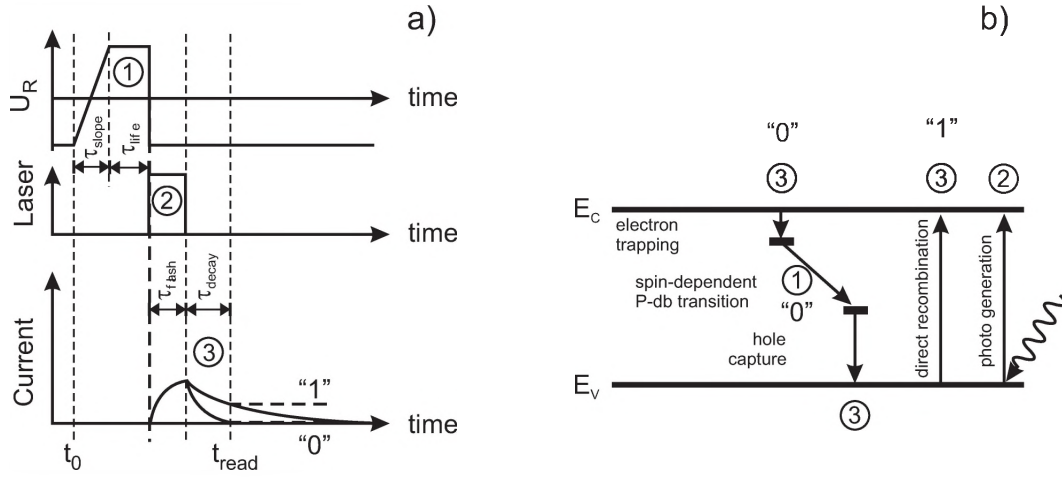 a)
U_R
①
time
τ_slope
τ_lif e
Laser
②
time
τ_flash
τ_decay
Current
③
"1"
"0"
time
t_0
t_read
b)
"0"
"1"
③
③
②
E_C
electron
trapping
spin-dependent
P-db transition
①
"0"
hole
capture
direct recombination
photo generation
E_V
③